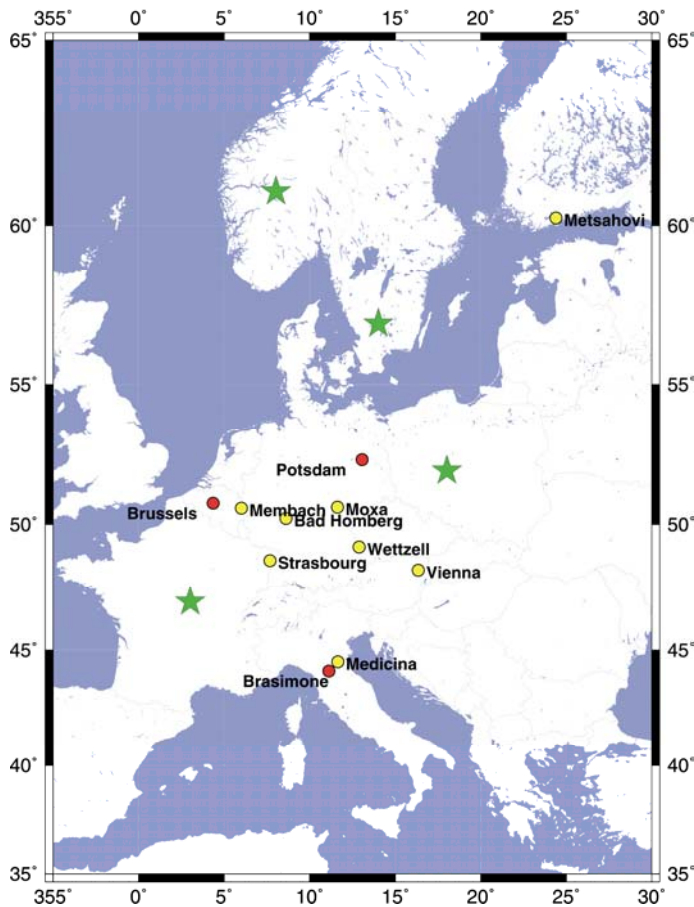 355° 0° 5° 10° 15° 20° 25° 30°
65° 65°
60° 60°
Metsahovi
55° 55°
Potsdam
Brussels
Membach
Moxa
Bad Homberg
50° 50°
Wettzell
Strasbourg
Vienna
45° 45°
Medicina
Brasimone
40° 40°
35° 35°
355° 0° 5° 10° 15° 20° 25° 30°